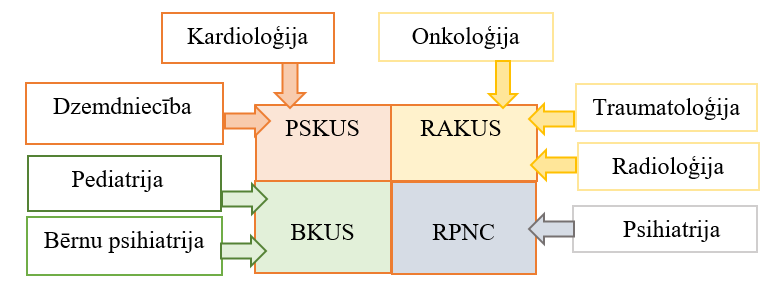 Kardioloģija
Onkoloģija
Dzemdniecība
Traumatoloģija
PSKUS
RAKUS
Radioloģija
Pediatrija
Bērnu psihiatrija
BKUS
RPNC
Psihiatrija